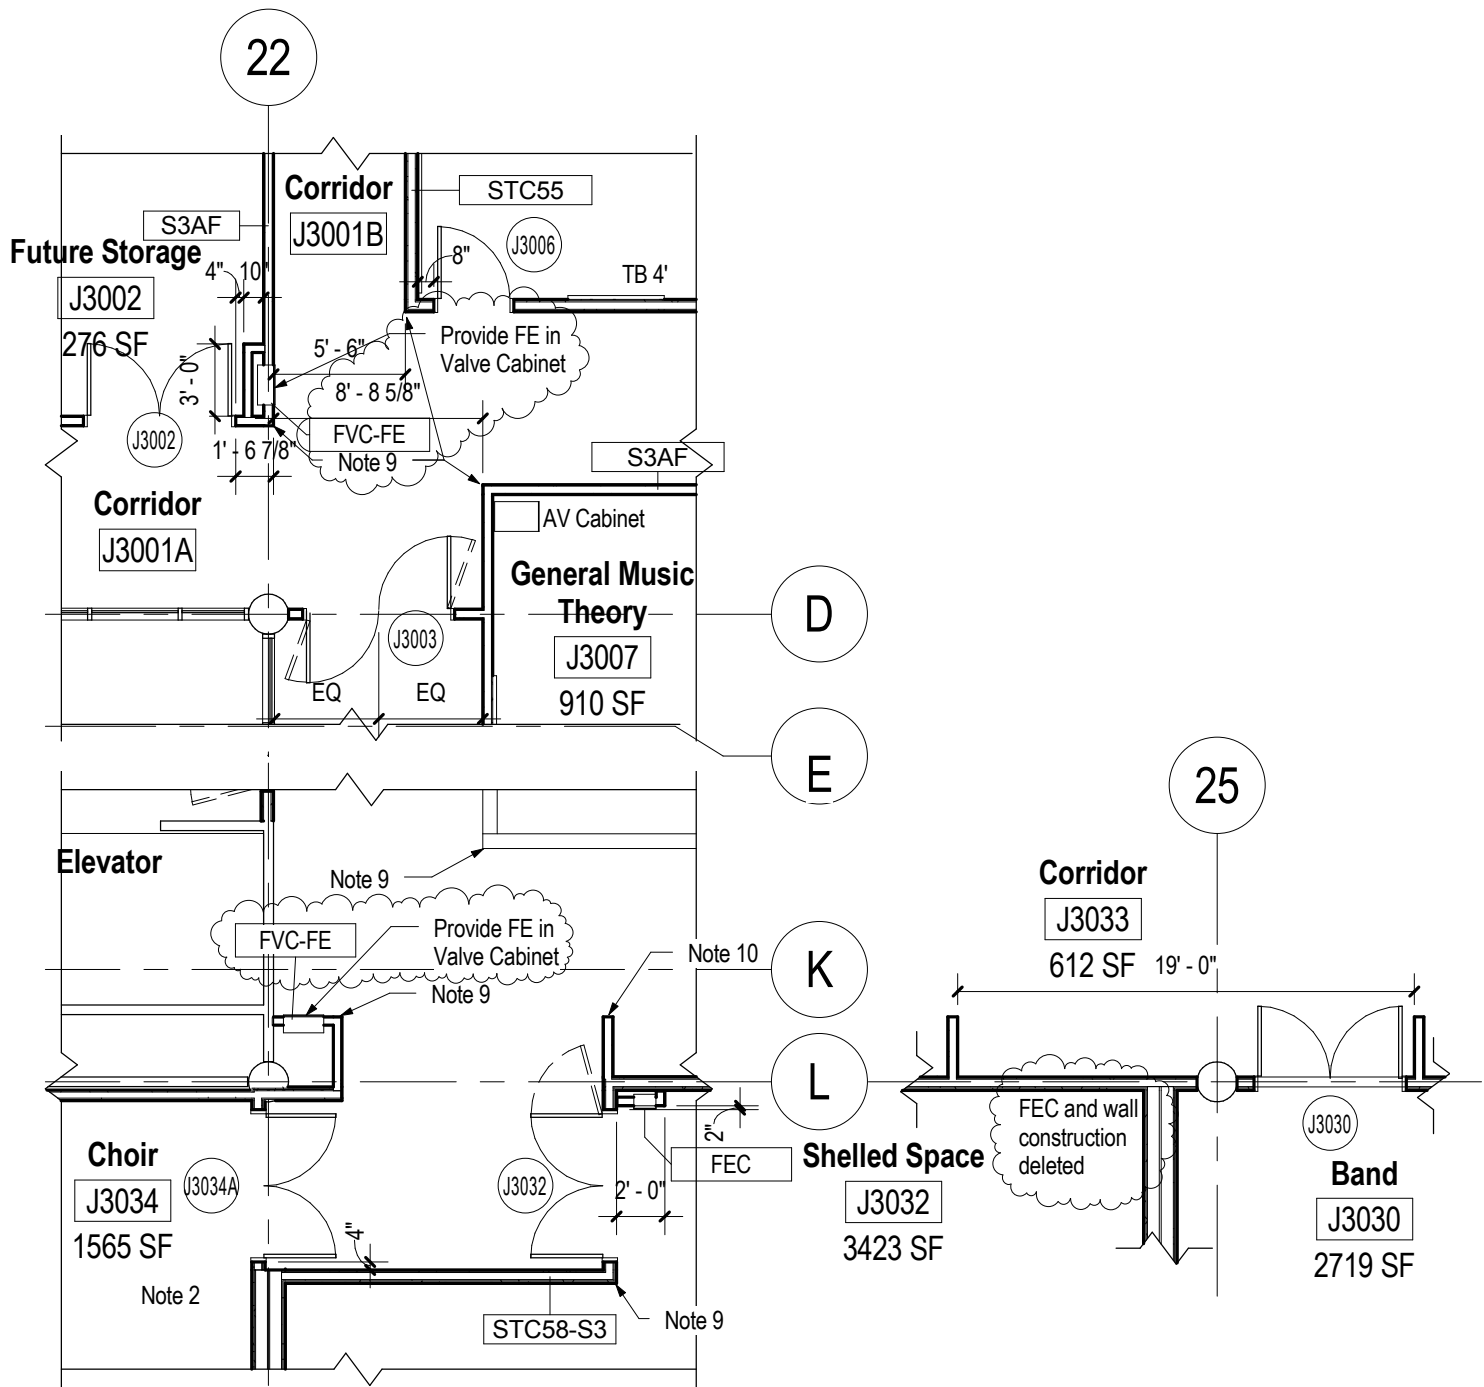 22
Corridor
J3001B
STC55
S3AF
J3006
Future Storage
J3002
276 SF
4"
10"
8"
TB 4'
5' - 6"
Provide FE in
Valve Cabinet
3' - 0"
8' - 8 5/8"
J3002
FVC-FE
1' - 6 7/8"
Note 9
S3AF
Corridor
J3001A
AV Cabinet
General Music
Theory
J3007
910 SF
D
J3003
EQ
EQ
E
25
Elevator
Note 9
Corridor
J3033
612 SF
19' - 0"
FVC-FE
Provide FE in
Valve Cabinet
Note 10
K
Note 9
L
FEC and wall
construction
deleted
J3030
2"
FEC
Choir
J3034
1565 SF
J3034A
J3032
2' - 0"
Shelled Space
J3032
3423 SF
Band
J3030
2719 SF
4"
Note 2
STC58-S3
Note 9